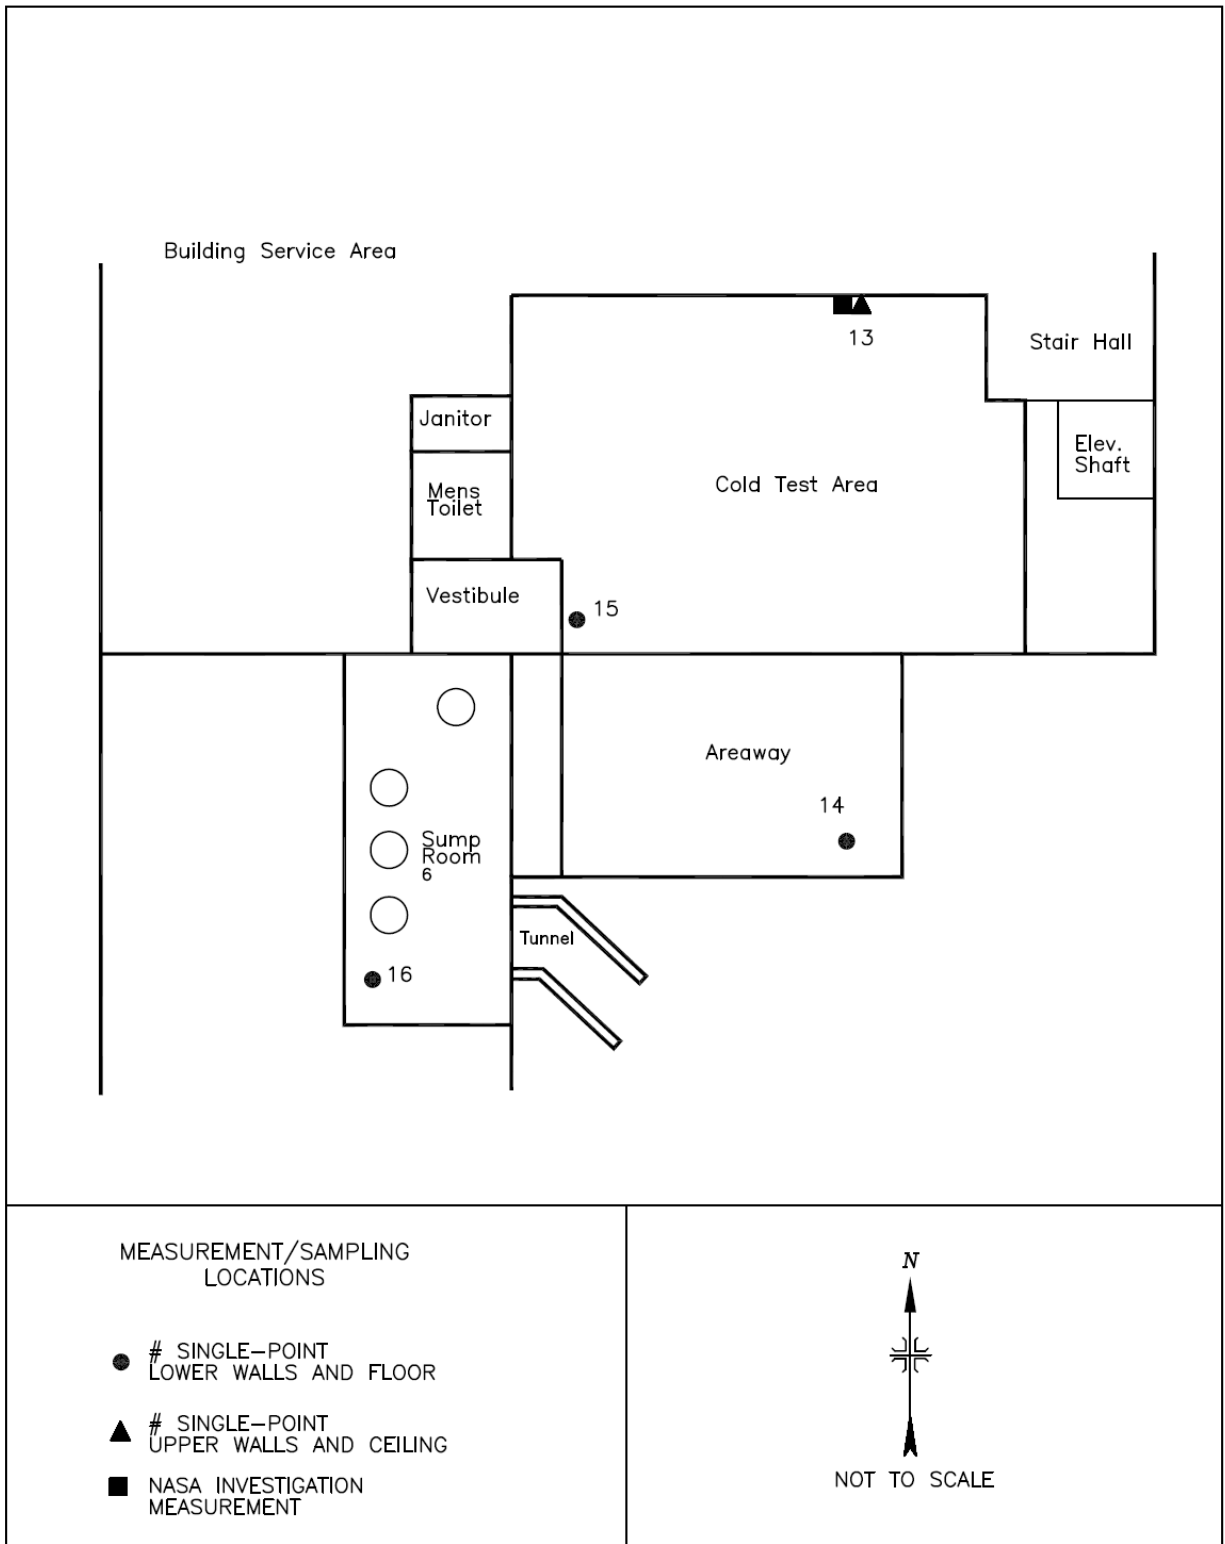 Building Service Area
13
Stair Hall
Janitor
Elev.
Shaft
Mens
Toilet
Cold Test Area
Vestibule
15
Areaway
14
Sump
Room
6
Tunnel
16
MEASUREMENT/SAMPLING
LOCATIONS
# SINGLE-POINT
LOWER WALLS AND FLOOR
# SINGLE-POINT
UPPER WALLS AND CEILING
NASA INVESTIGATION
MEASUREMENT
N
NOT TO SCALE